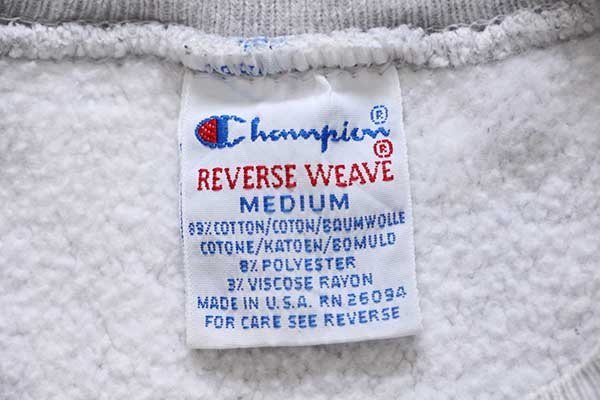 Champion®
REVERSE WEAVE®
MEDIUM
89% COTTON/COTON/BAUMWOLLE
COTONE/KATOEN/BOMULD
8% POLYESTER
3% VISCOSE RAYON
MADE IN U.S.A. RN 26094
FOR CARE SEE REVERSE